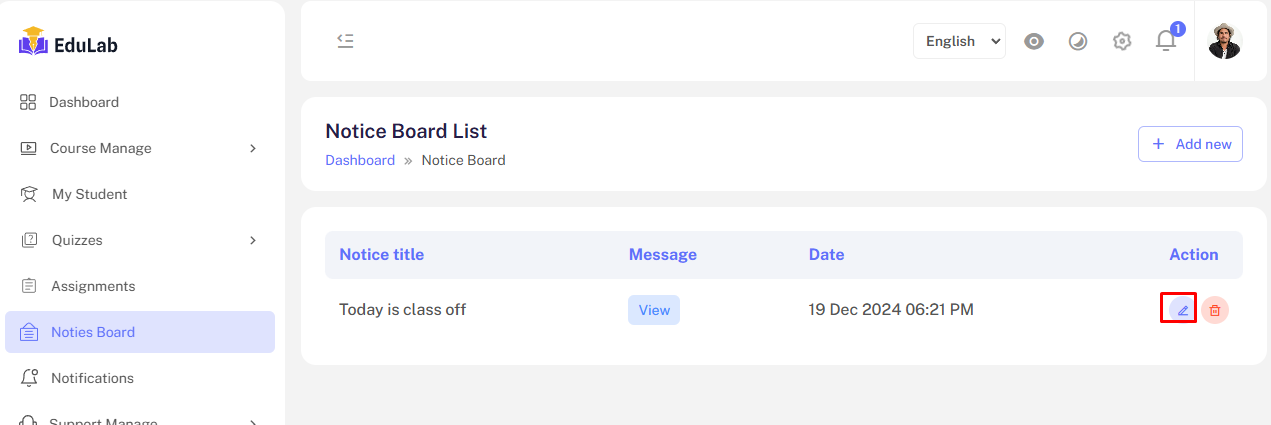 EduLab
English
1
Dashboard
Course Manage
My Student
Quizzes
Assignments
Noties Board
Notifications
Support Manage
Notice Board List
Dashboard » Notice Board
+ Add new
Notice title Message Date Action
Today is class off View 19 Dec 2024 06:21 PM